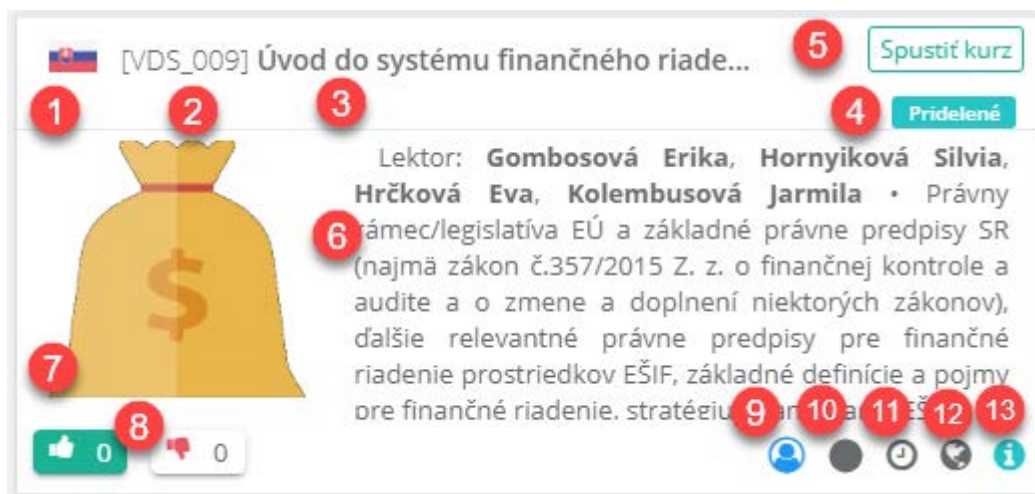 5 Spustiť kurz
[VDS_009] Úvod do systému finančného riade...
1 2 3 4 Pridelené
Lektor: Gombosová Erika, Hornyiková Silvia,
Hrčková Eva, Kolembusová Jarmila • Právny
6 rámec/legislatíva EÚ a základné právne predpisy SR
(najmä zákon č.357/2015 Z. z. o finančnej kontrole a
$
audite a o zmene a doplnení niektorých zákonov),
ďalšie relevantné právne predpisy pre finančné
7 riadenie prostriedkov EŠIF, základné definície a pojmy
pre finančné riadenie, stratégiu
8 9 10 11 12 13
0 0